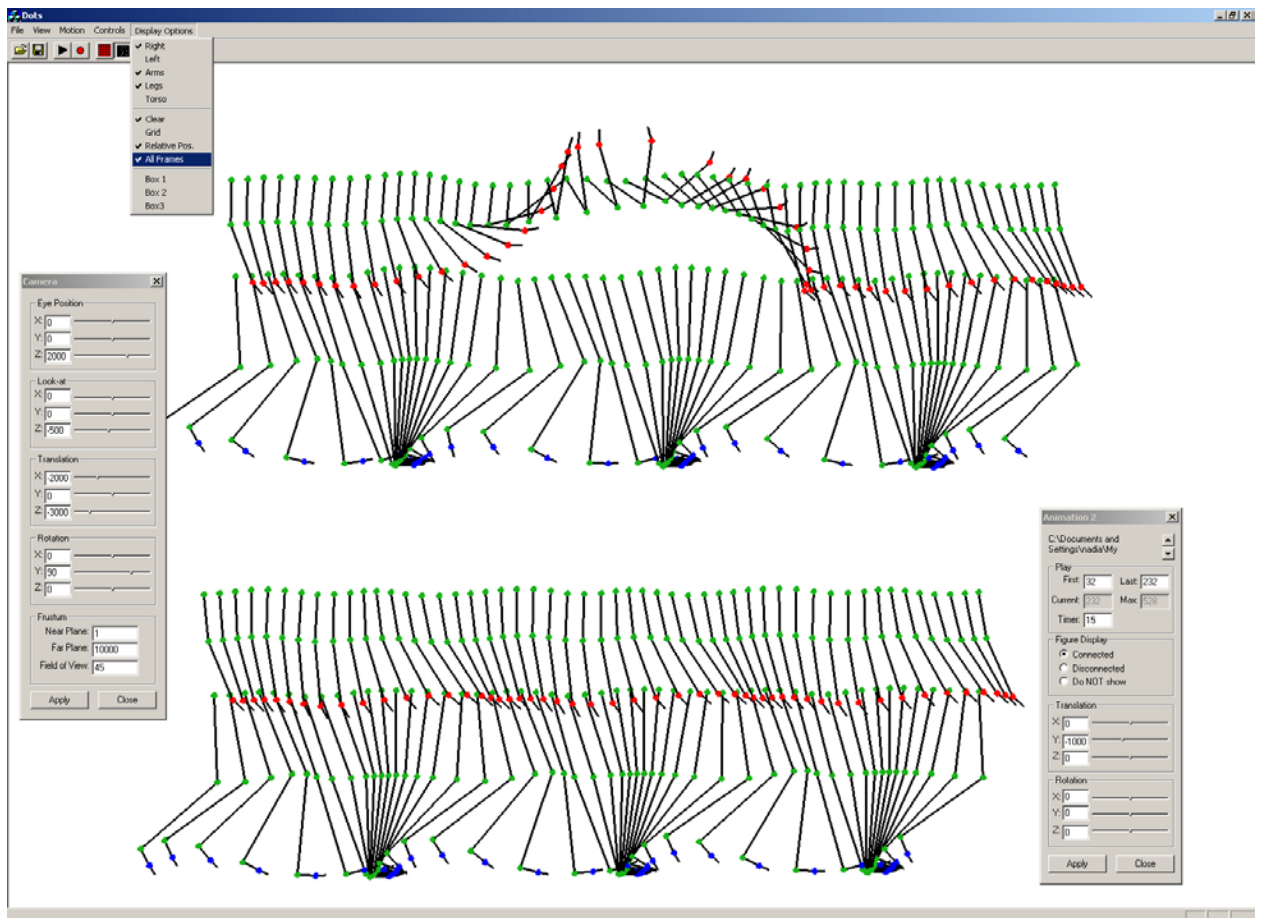 Dots
File View Motion Controls Display Options
Right
Left
Arms
Legs
Torso
Clear
Grid
Relative Pos.
All Frames
Box 1
Box 2
Box3
Camera
Eye Position
X: 0
Y: 0
Z: 2000
Look-at
X: 0
Y: 0
Z: -500
Translation
X: -2000
Y: 0
Z: -3000
Rotation
X: 0
Y: 90
Z: 0
Frustum
Near Plane: 1
Far Plane: 10000
Field of View: 45
Apply Close
Animation 2
C:\Documents and
Settings\nadia\My
Play
First: 32 Last: 232
Current: 232 Max: 528
Timer: 15
Figure Display
Connected
Disconnected
Do NOT show
Translation
X: 0
Y: -1000
Z: 0
Rotation
X: 0
Y: 0
Z: 0
Apply Close